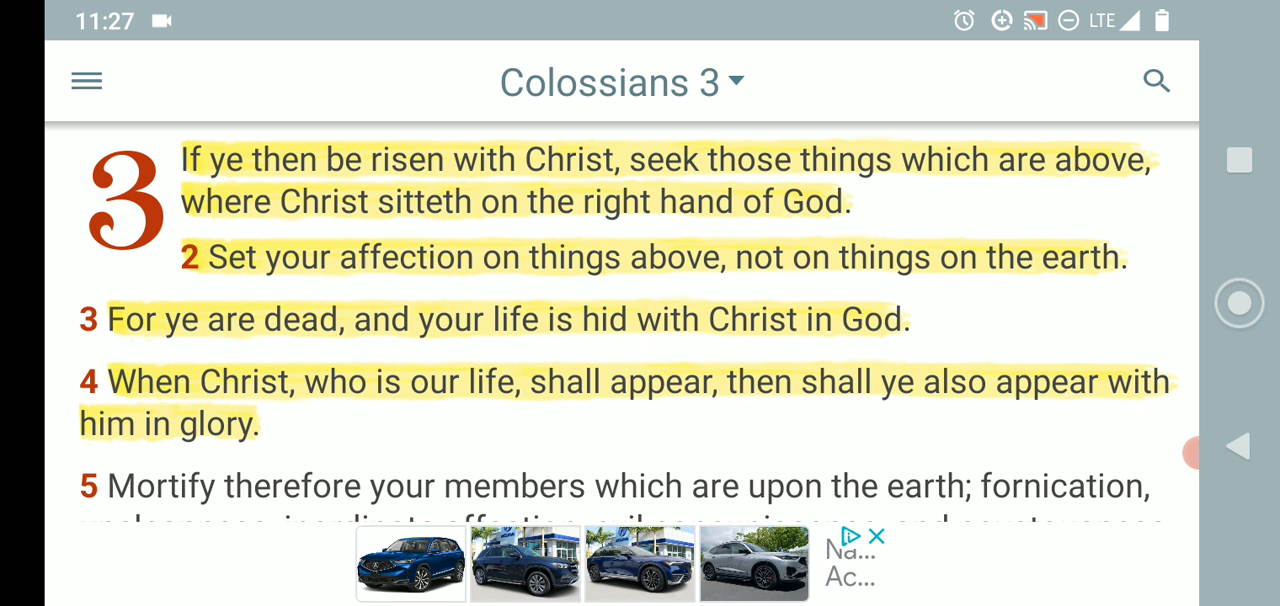 11:27
LTE
Colossians 3
3
If ye then be risen with Christ, seek those things which are above,
where Christ sitteth on the right hand of God.
2 Set your affection on things above, not on things on the earth.
3 For ye are dead, and your life is hid with Christ in God.
4 When Christ, who is our life, shall appear, then shall ye also appear with
him in glory.
5 Mortify therefore your members which are upon the earth; fornication,
Na...
Ac...